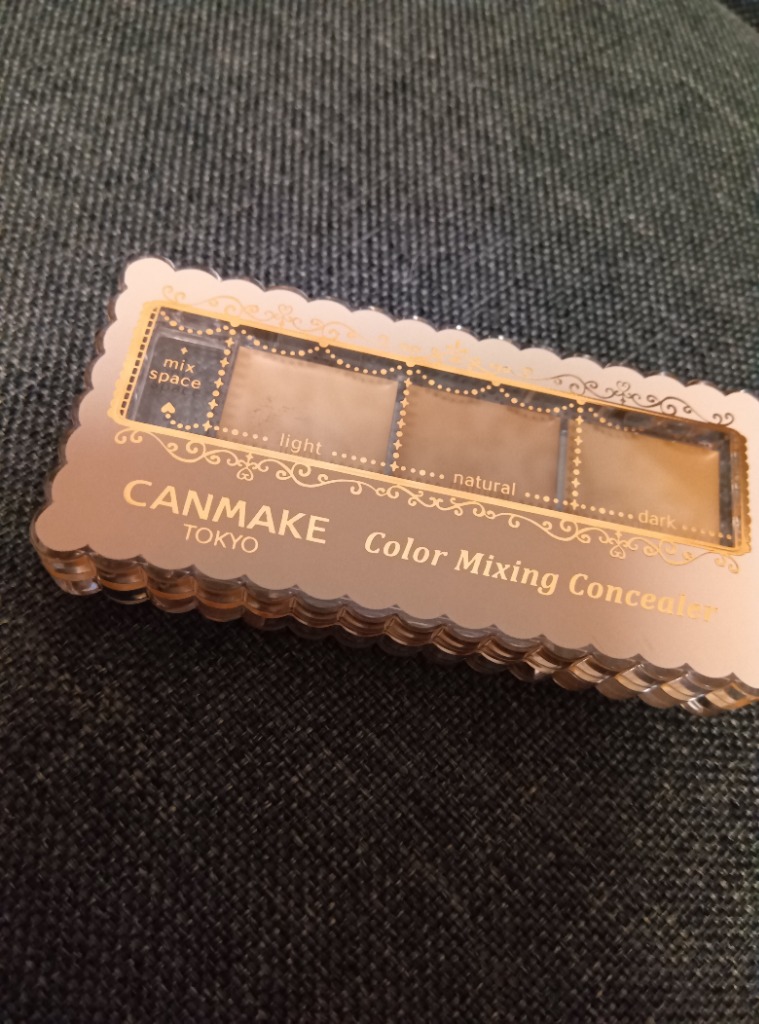 mix
space
light
natural
dark
CANMAKE
TOKYO
Color Mixing Concealer